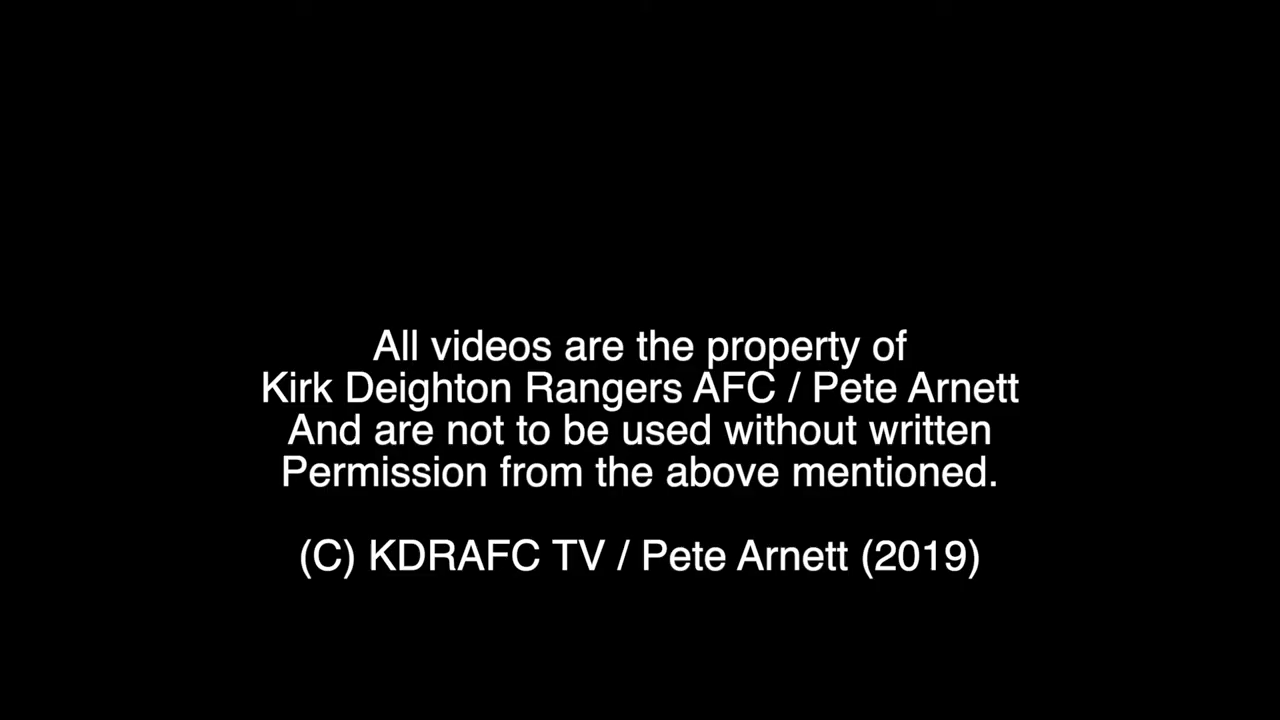 All videos are the property of
Kirk Deighton Rangers AFC / Pete Arnett
And are not to be used without written
Permission from the above mentioned.
(C) KDRAFC TV / Pete Arnett (2019)